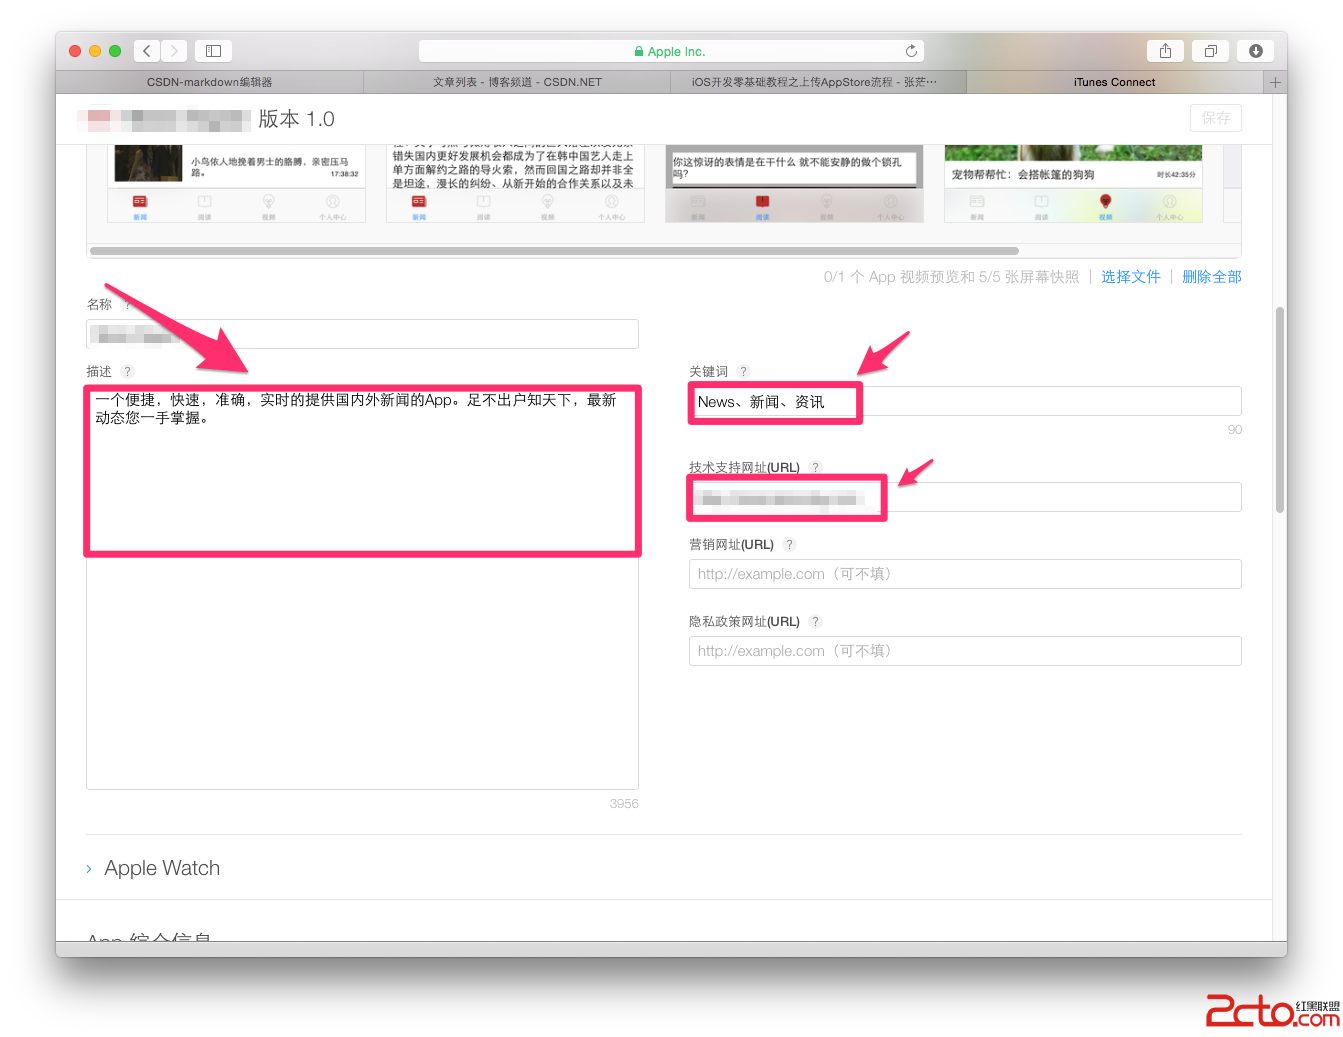 Apple Inc.
CSDN-markdown编辑器
文章列表 - 博客频道 - CSDN.NET
iOS开发零基础教程之上传AppStore流程 - 张茫…
iTunes Connect
版本 1.0
保存
小鸟依人地挽着男士的胳膊，亲密压马
路。
17:38:32
错失国内更好发展机会都成为了在韩中国艺人走上
单方面解约之路的导火索，然而回国之路却并非全
是坦途，漫长的纠纷、从新开始的合作关系以及未
你这惊讶的表情是在干什么 就不能安静的做个锁孔
吗?
宠物帮帮忙：会搭帐篷的狗狗
时长42:35分
新闻 阅读 视频 个人中心
新闻 阅读 视频 个人中心
新闻 阅读 视频 个人中心
新闻 阅读 视频 个人中心
0/1 个 App 视频预览和 5/5 张屏幕快照
选择文件
删除全部
名称 ?
描述 ?
一个便捷，快速，准确，实时的提供国内外新闻的App。足不出户知天下，最新
动态您一手掌握。
3956
关键词 ?
News、新闻、资讯
90
技术支持网址(URL) ?
营销网址(URL) ?
http://example.com（可不填）
隐私政策网址(URL) ?
http://example.com（可不填）
Apple Watch
App 综合信息
2cto.com
红黑联盟